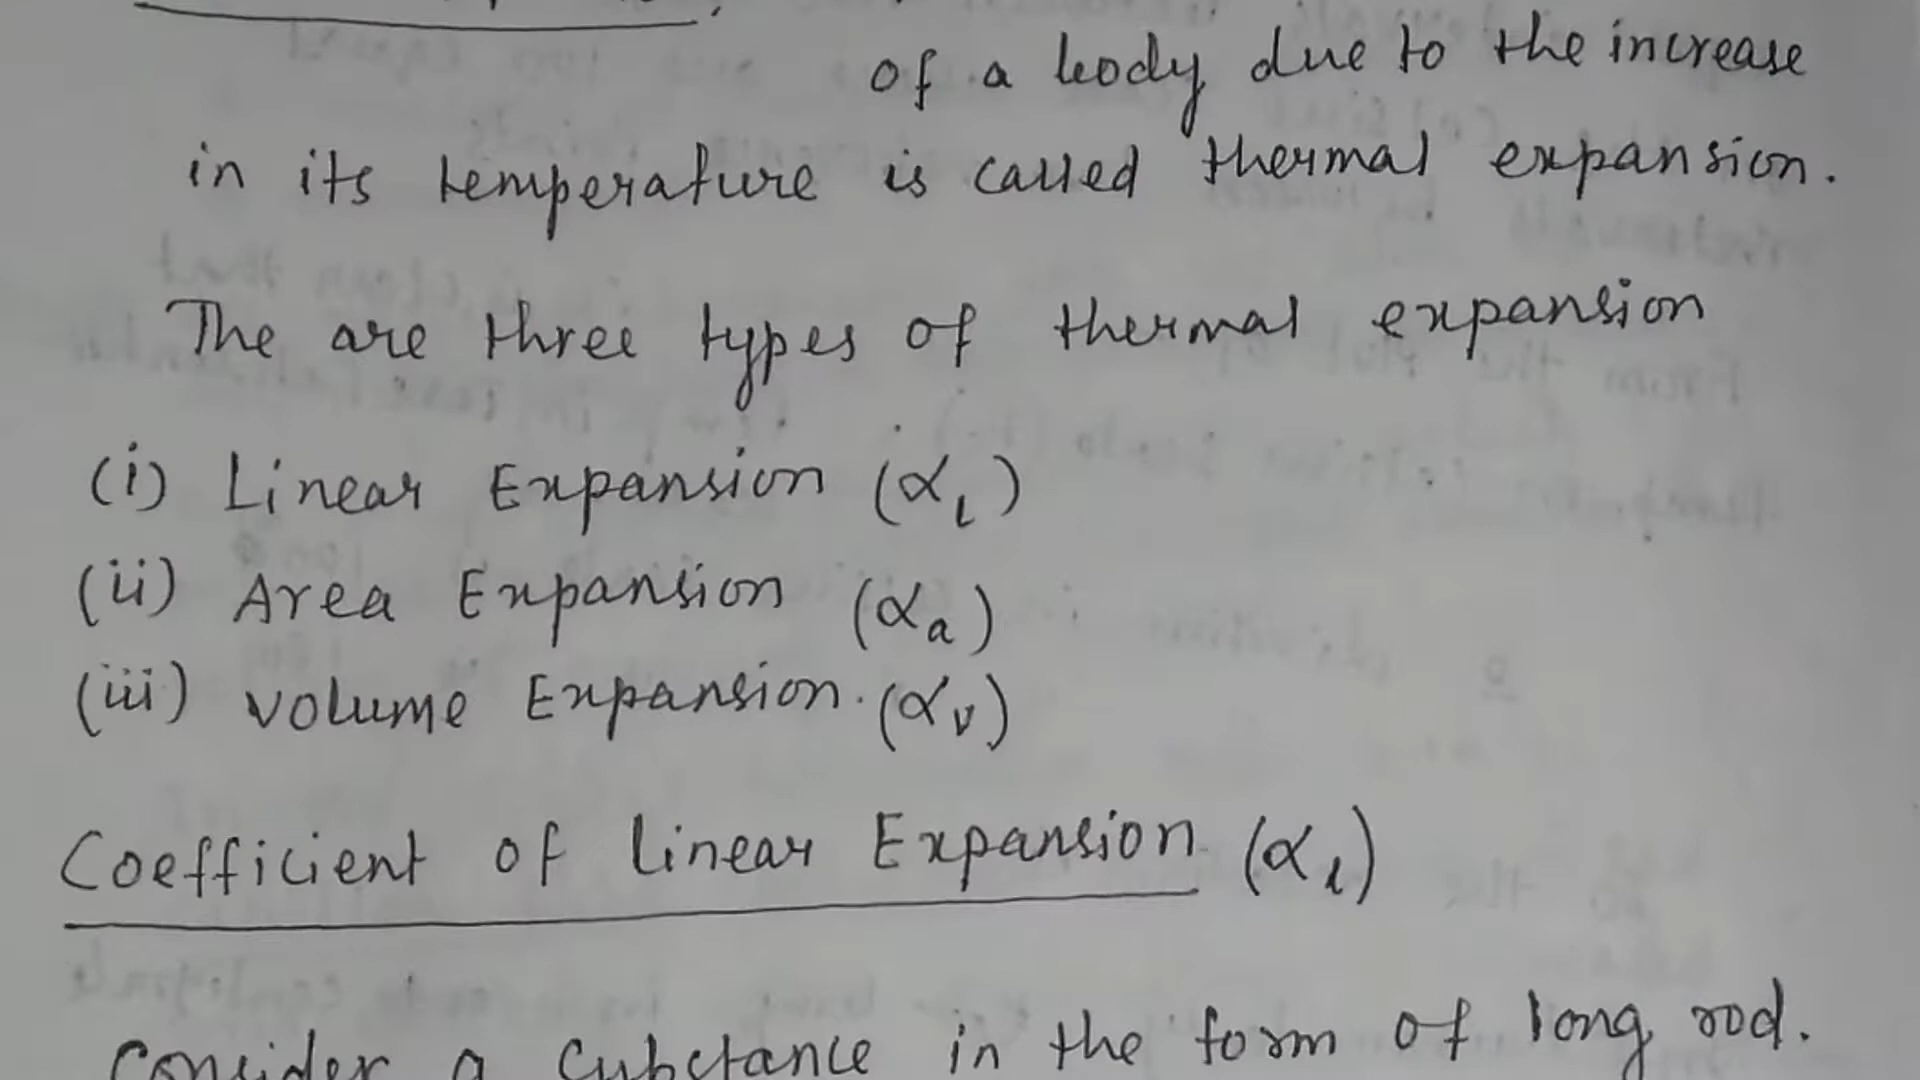 of a body due to the increase
in its temperature is called thermal expansion.
The are three types of thermal expansion
(i) Linear Expansion (αl)
(ii) Area Expansion (αa)
(iii) volume Expansion. (αv)
Coefficient of linear Expansion (αl)
Consider a substance in the form of long rod.